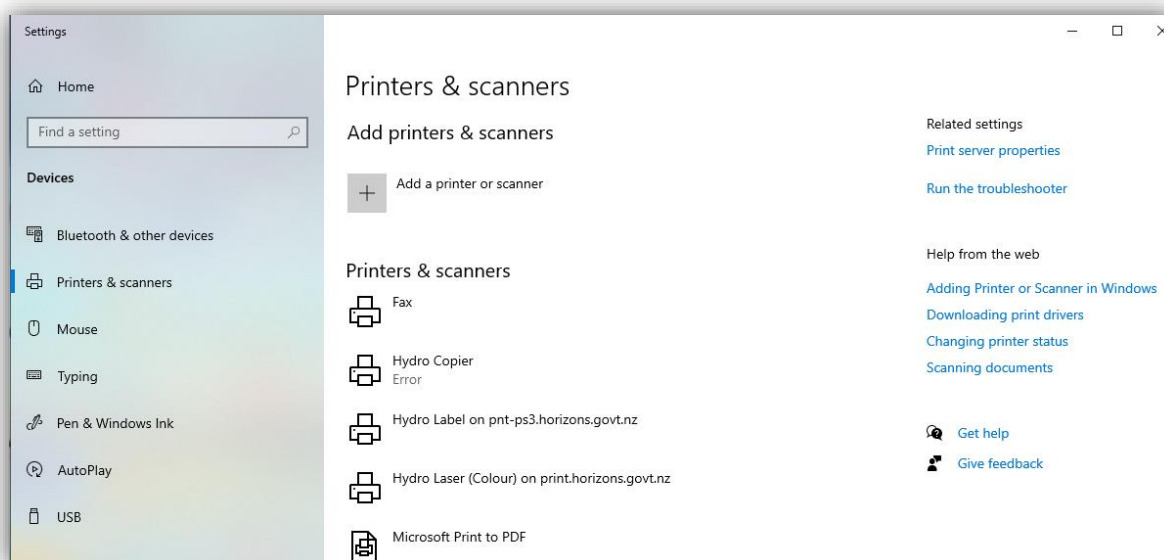 Settings
Home
Find a setting
Devices
Bluetooth & other devices
Printers & scanners
Mouse
Typing
Pen & Windows Ink
AutoPlay
USB
Printers & scanners
Add printers & scanners
Add a printer or scanner
Printers & scanners
Fax
Hydro Copier
Error
Hydro Label on pnt-ps3.horizons.govt.nz
Hydro Laser (Colour) on print.horizons.govt.nz
Microsoft Print to PDF
Related settings
Print server properties
Run the troubleshooter
Help from the web
Adding Printer or Scanner in Windows
Downloading print drivers
Changing printer status
Scanning documents
Get help
Give feedback